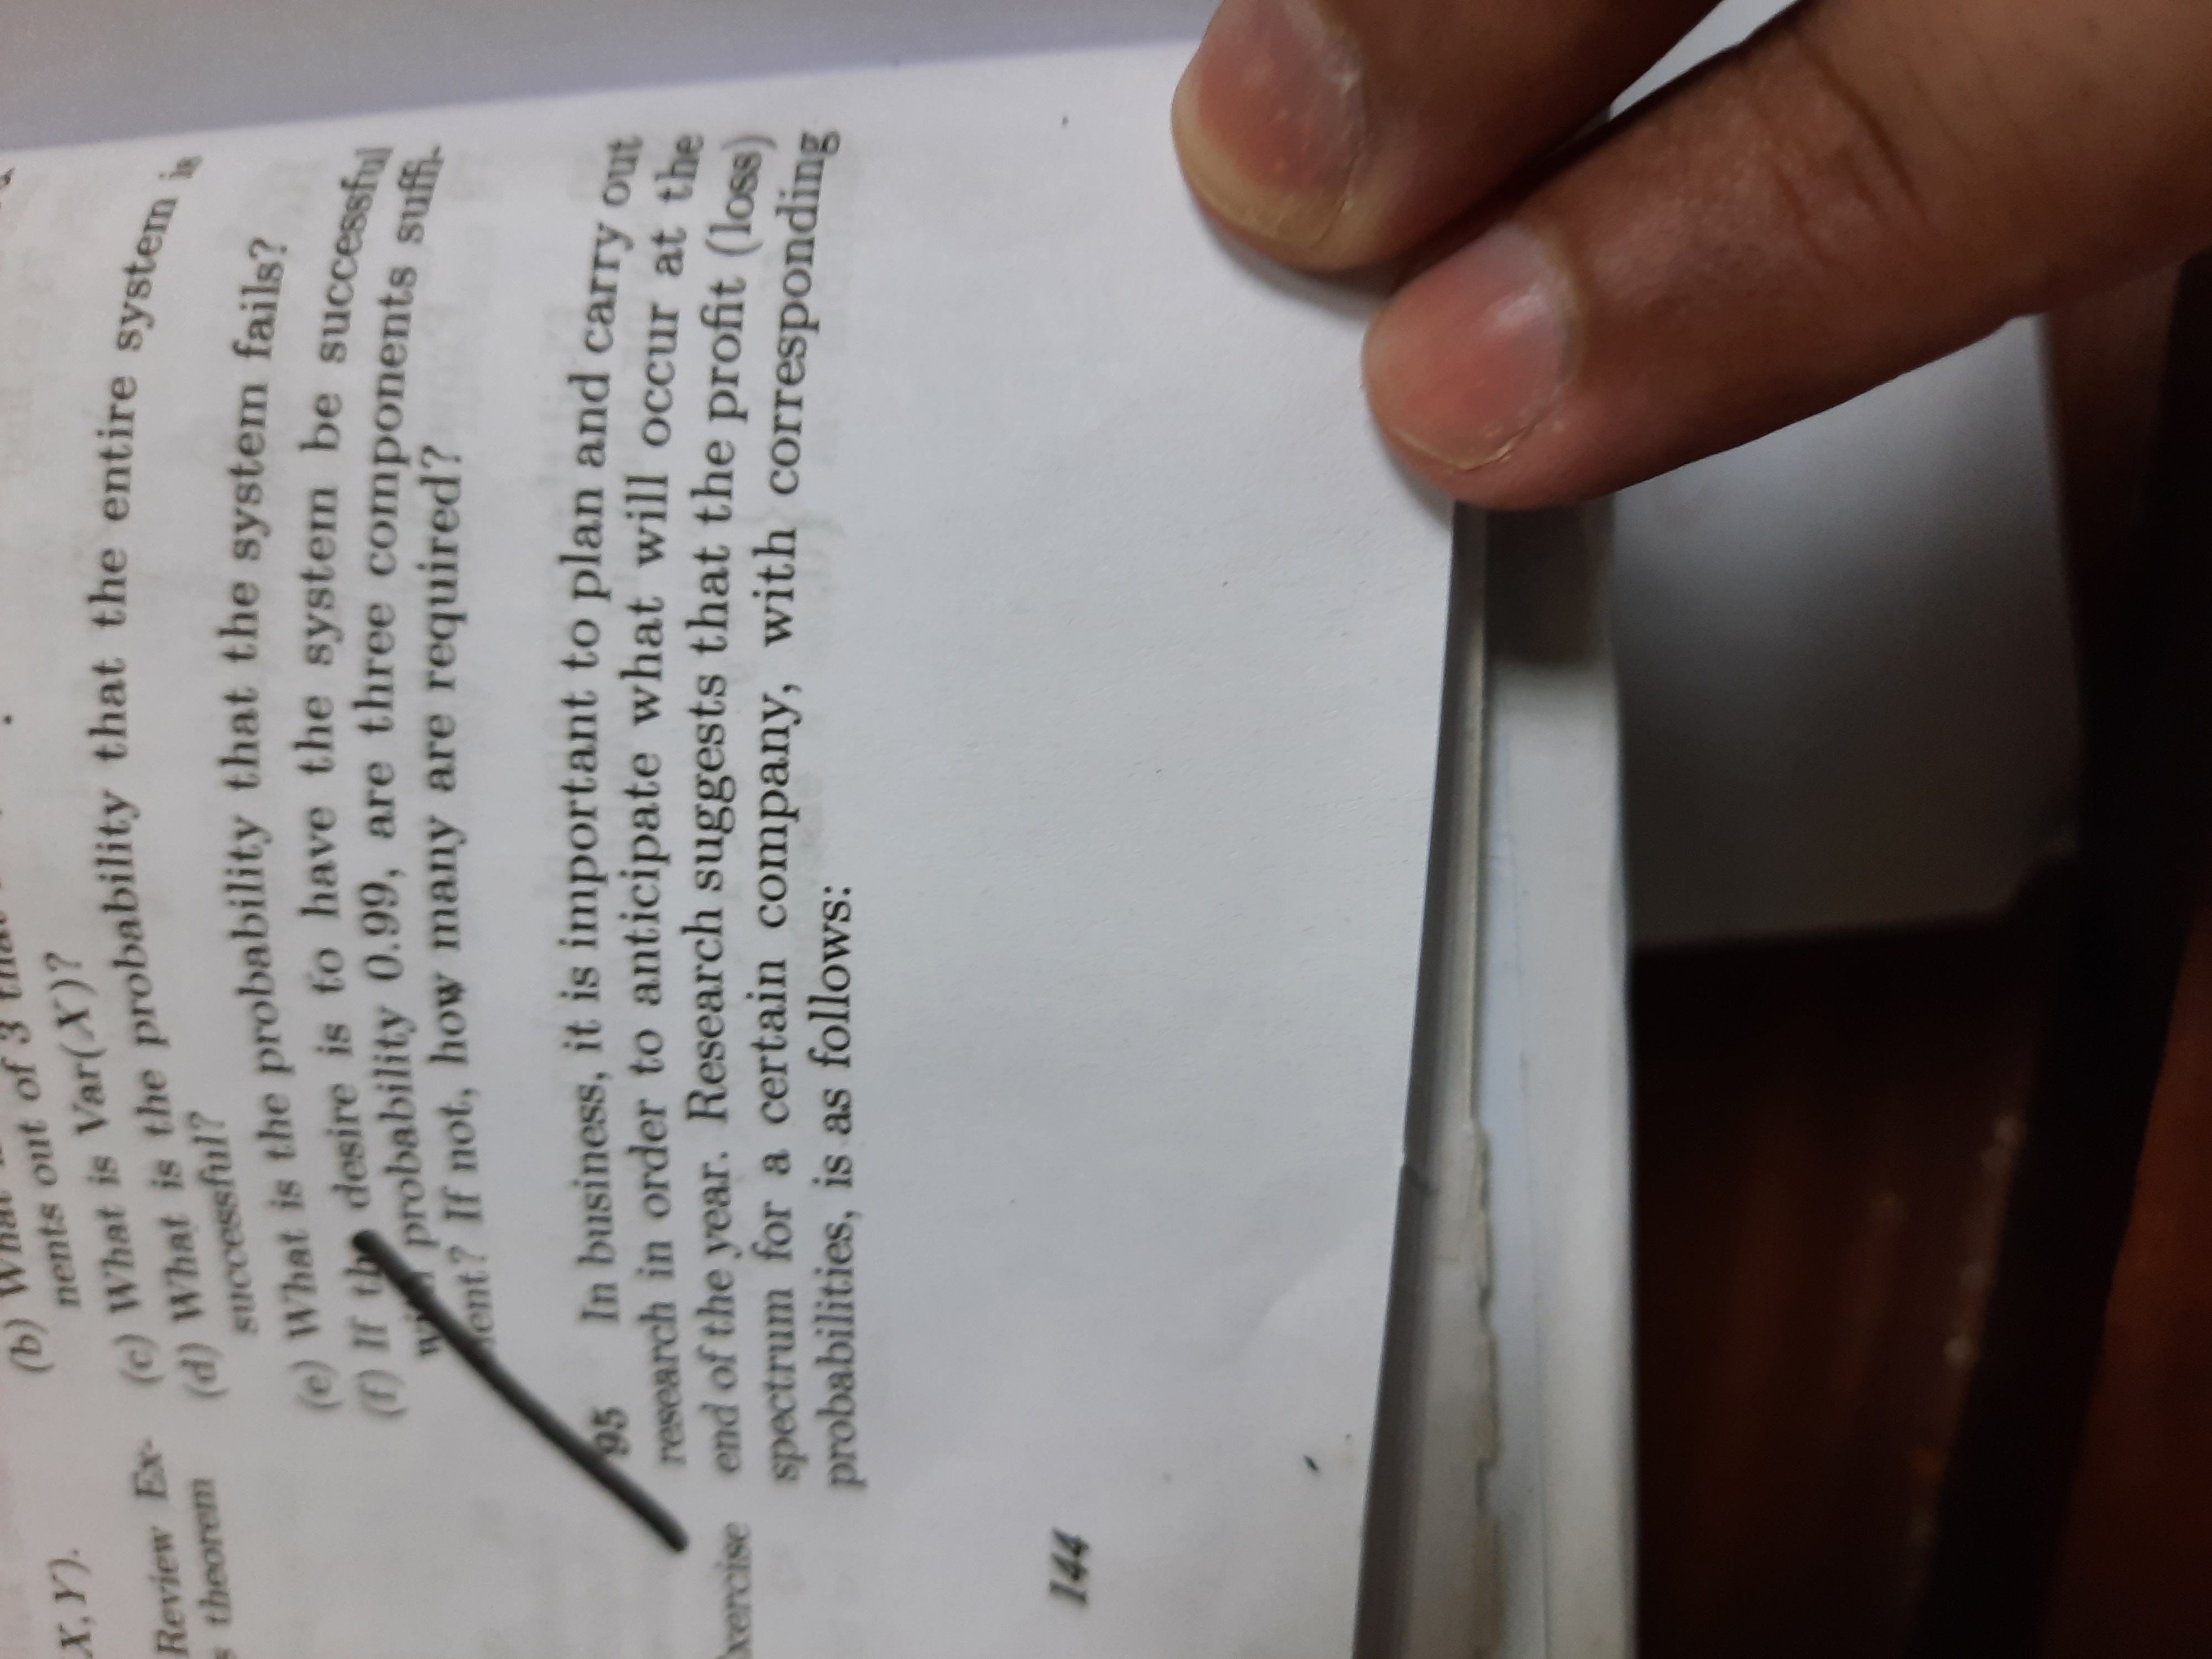 X, Y).
Review Ex-
theorem
xercise
144
(b) What
nents out of 3
(c) What is Var(X)?
(d) What is the probability that the entire system is
successful?
(e) What is the probability that the system fails?
(f) If the desire is to have the system be successful
with probability 0.99, are three components suffi-
ient? If not, how many are required?
95 In business, it is important to plan and carry out
research in order to anticipate what will occur at the
end of the year. Research suggests that the profit (loss)
spectrum for a certain company, with corresponding
probabilities, is as follows: